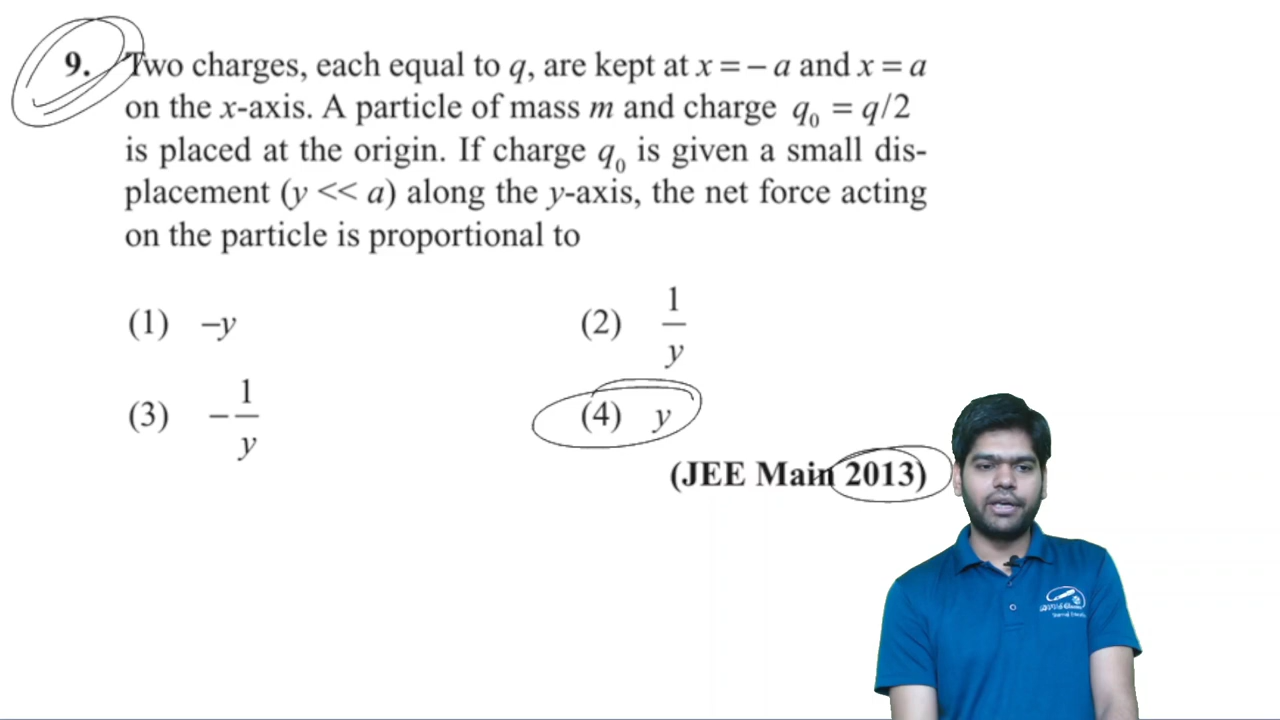 9. Two charges, each equal to q, are kept at x = – a and x = a
on the x-axis. A particle of mass m and charge q₀ = q/2
is placed at the origin. If charge q₀ is given a small dis-
placement (y << a) along the y-axis, the net force acting
on the particle is proportional to
(1) –y
(2) 1/y
(3) –1/y
(4) y
(JEE Main 2013)